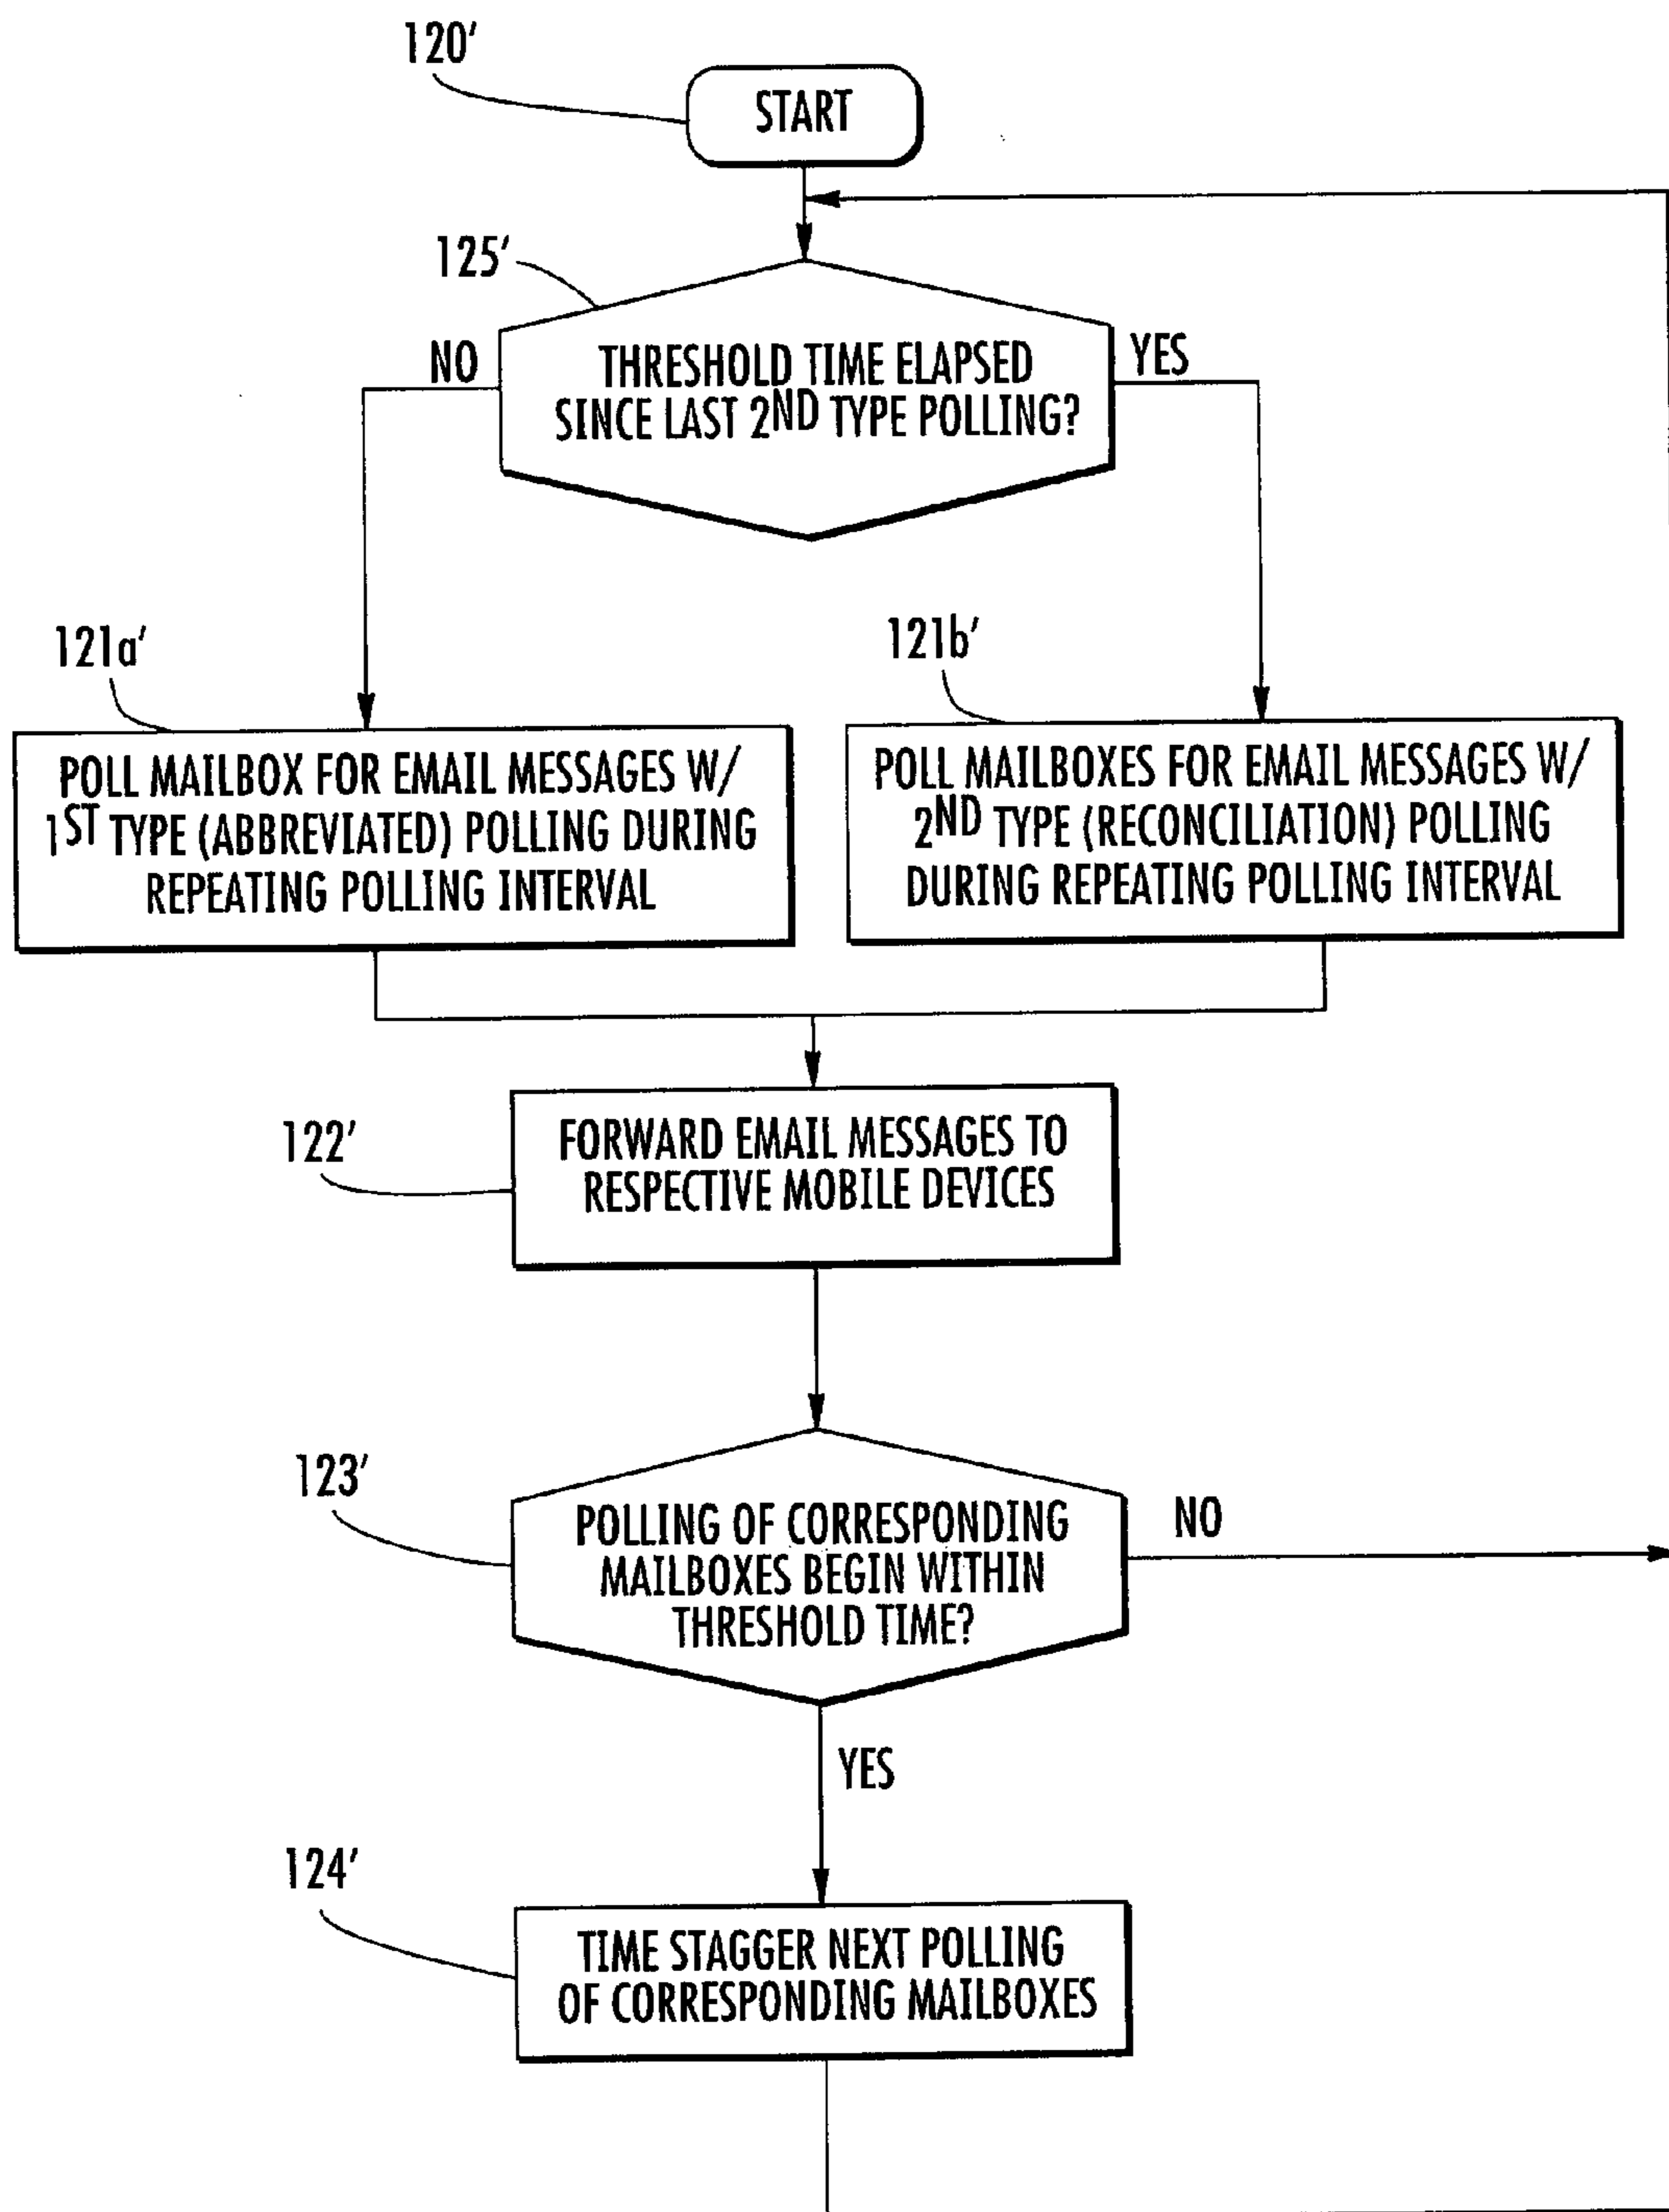 120'
START
125'
NO
THRESHOLD TIME ELAPSED
SINCE LAST 2ND TYPE POLLING?
YES
121a'
121b'
POLL MAILBOX FOR EMAIL MESSAGES W/
1ST TYPE (ABBREVIATED) POLLING DURING
REPEATING POLLING INTERVAL
POLL MAILBOXES FOR EMAIL MESSAGES W/
2ND TYPE (RECONCILIATION) POLLING
DURING REPEATING POLLING INTERVAL
122'
FORWARD EMAIL MESSAGES TO
RESPECTIVE MOBILE DEVICES
123'
POLLING OF CORRESPONDING
MAILBOXES BEGIN WITHIN
THRESHOLD TIME?
NO
YES
124'
TIME STAGGER NEXT POLLING
OF CORRESPONDING MAILBOXES